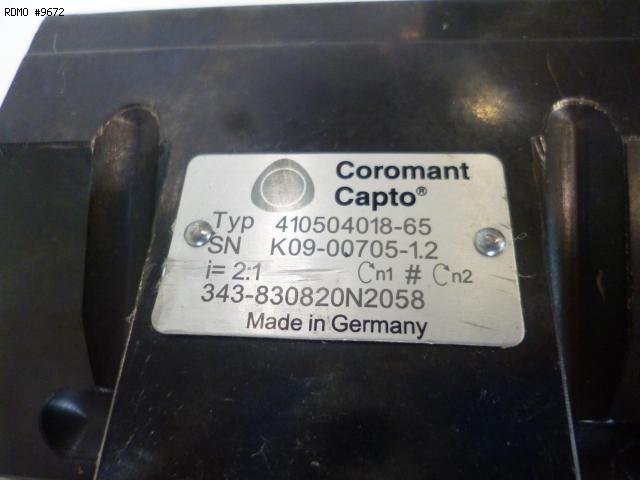 RDMO #9672
Coromant
Capto®
Typ 410504018-65
SN K09-00705-1.2
i= 2:1 Cn1 # Cn2
343-830820N2058
Made in Germany